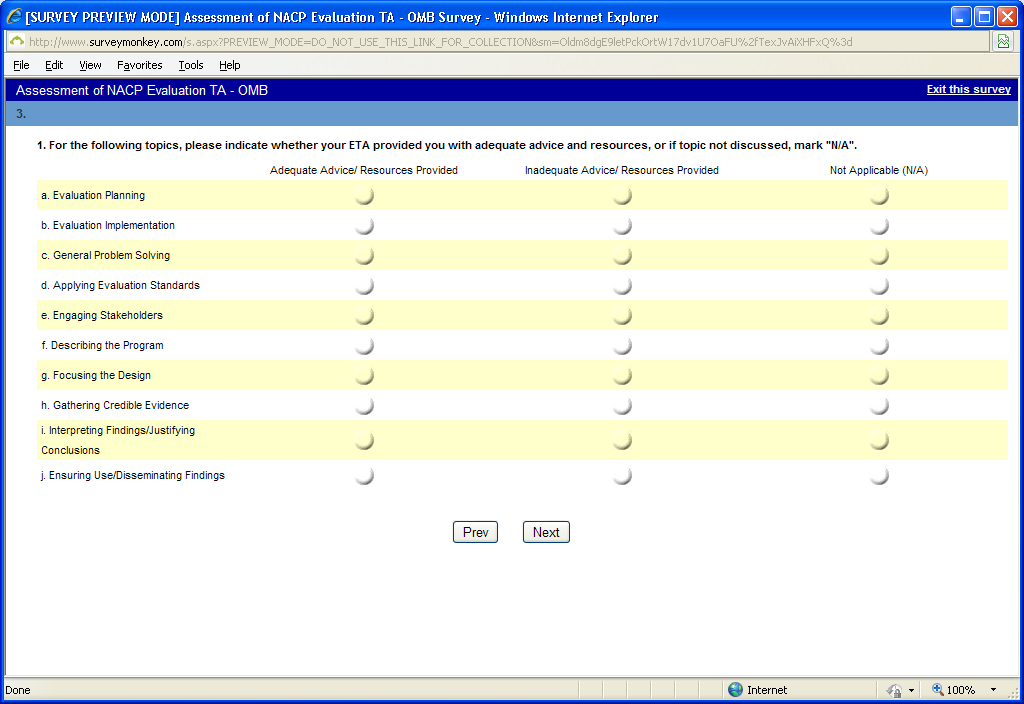 [SURVEY PREVIEW MODE] Assessment of NACP Evaluation TA - OMB Survey - Windows Internet Explorer
http://www.surveymonkey.com/s.aspx?PREVIEW_MODE=DO_NOT_USE_THIS_LINK_FOR_COLLECTION&sm=
File Edit View Favorites Tools Help
Assessment of NACP Evaluation TA - OMB Exit this survey
3.
1. For the following topics, please indicate whether your ETA provided you with adequate advice and resources, or if topic not discussed, mark "N/A".
Adequate Advice/ Resources Provided Inadequate Advice/ Resources Provided Not Applicable (N/A)
a. Evaluation Planning
b. Evaluation Implementation
c. General Problem Solving
d. Applying Evaluation Standards
e. Engaging Stakeholders
f. Describing the Program
g. Focusing the Design
h. Gathering Credible Evidence
i. Interpreting Findings/Justifying
Conclusions
j. Ensuring Use/Disseminating Findings
Prev Next
Done Internet 100%